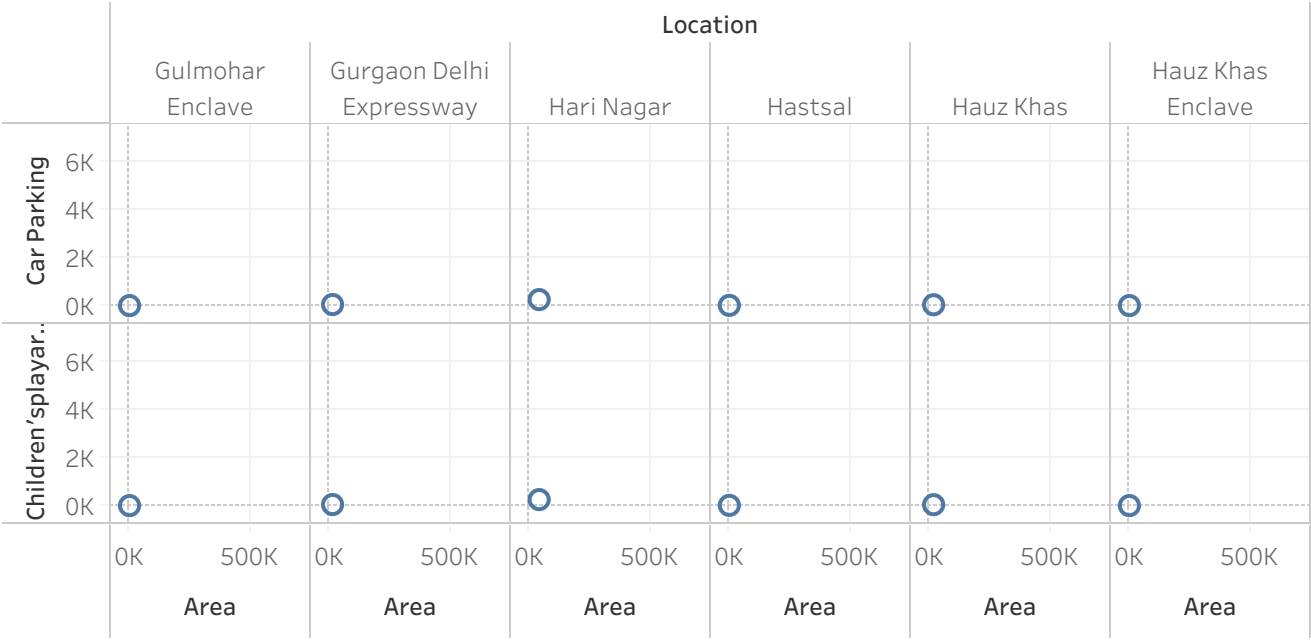 Location
Gulmohar Enclave
Gurgaon Delhi Expressway
Hari Nagar
Hastsal
Hauz Khas
Hauz Khas Enclave
Car Parking
6K
4K
2K
0K
Children'splayar..
6K
4K
2K
0K
0K 500K 0K 500K 0K 500K 0K 500K 0K 500K 0K 500K
Area Area Area Area Area Area